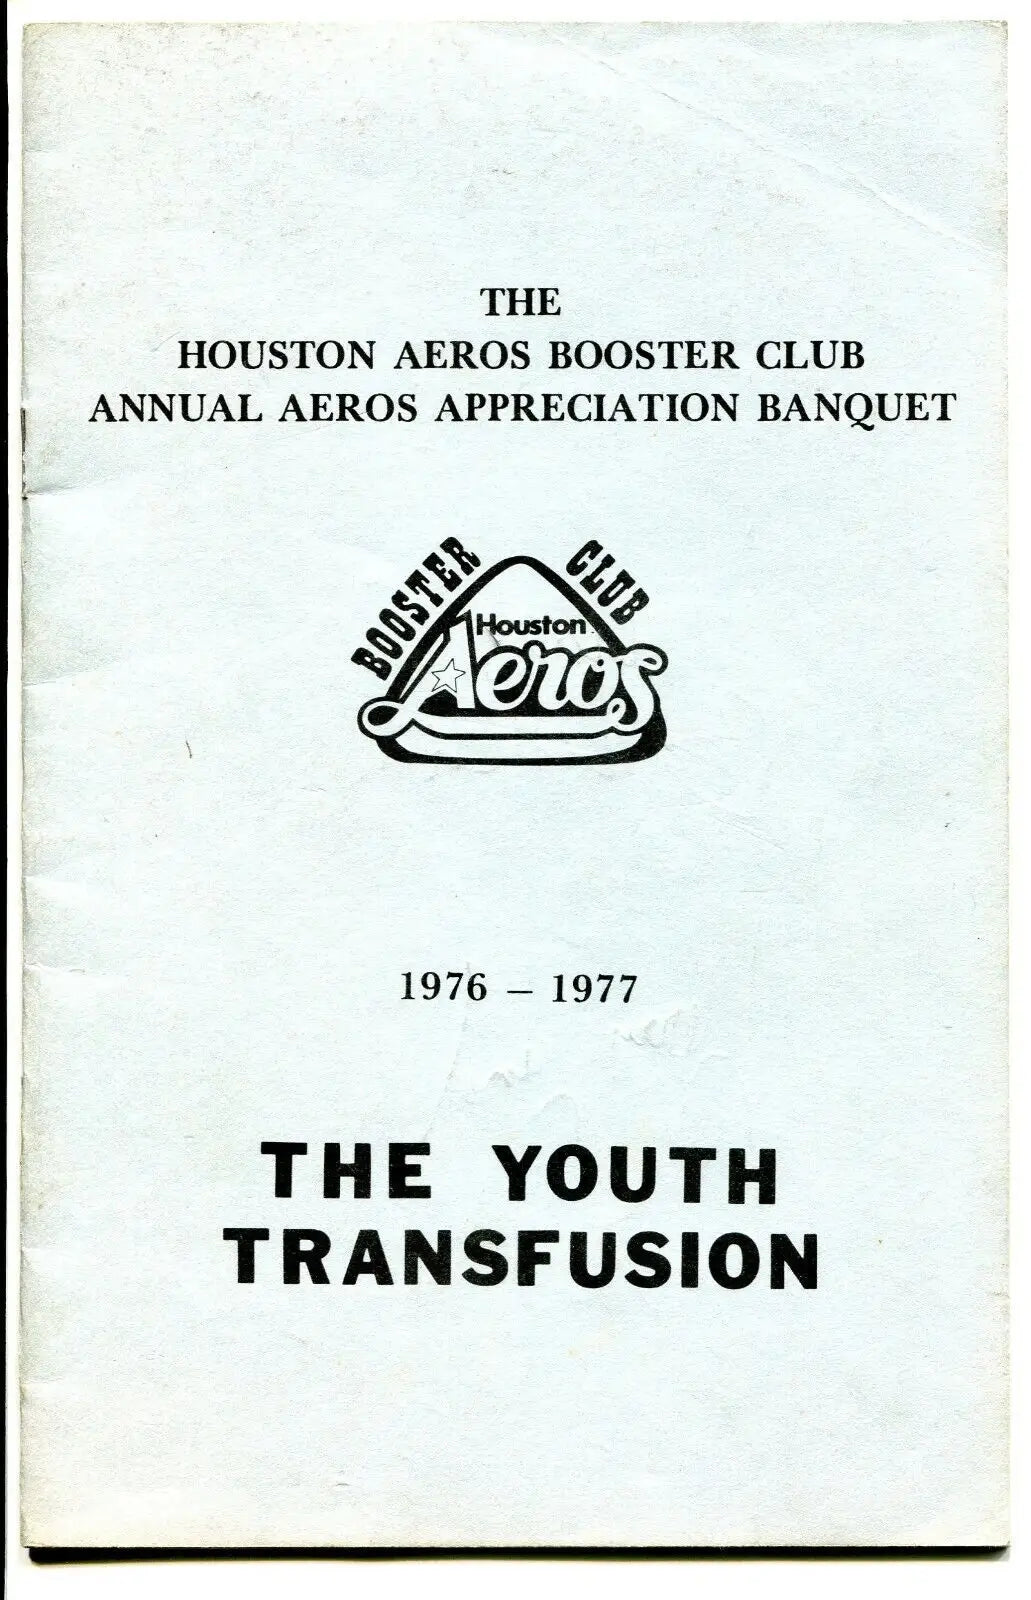 THE
HOUSTON AEROS BOOSTER CLUB
ANNUAL AEROS APPRECIATION BANQUET
BOOSTER CLUB
Houston
Aeros
1976 – 1977
THE YOUTH
TRANSFUSION